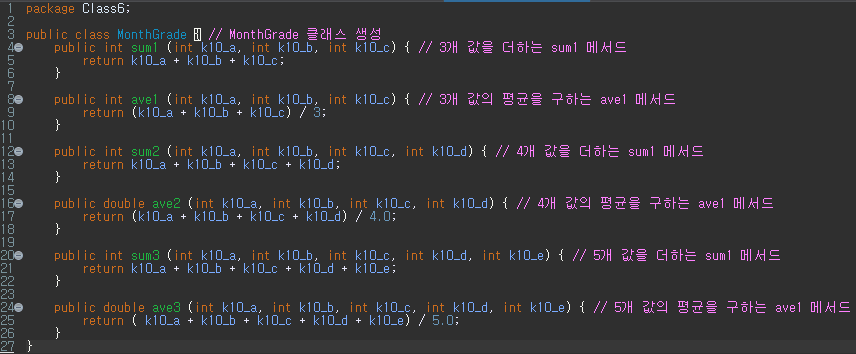 1 package Class6;
2
3 public class MonthGrade { // MonthGrade 클래스 생성
4 public int sum1 (int k10_a, int k10_b, int k10_c) { // 3개 값을 더하는 sum1 메서드
5 return k10_a + k10_b + k10_c;
6 }
7
8 public int ave1 (int k10_a, int k10_b, int k10_c) { // 3개 값의 평균을 구하는 ave1 메서드
9 return (k10_a + k10_b + k10_c) / 3;
10 }
11
12 public int sum2 (int k10_a, int k10_b, int k10_c, int k10_d) { // 4개 값을 더하는 sum1 메서드
13 return k10_a + k10_b + k10_c + k10_d;
14 }
15
16 public double ave2 (int k10_a, int k10_b, int k10_c, int k10_d) { // 4개 값의 평균을 구하는 ave1 메서드
17 return (k10_a + k10_b + k10_c + k10_d) / 4.0;
18 }
19
20 public int sum3 (int k10_a, int k10_b, int k10_c, int k10_d, int k10_e) { // 5개 값을 더하는 sum1 메서드
21 return k10_a + k10_b + k10_c + k10_d + k10_e;
22 }
23
24 public double ave3 (int k10_a, int k10_b, int k10_c, int k10_d, int k10_e) { // 5개 값의 평균을 구하는 ave1 메서드
25 return ( k10_a + k10_b + k10_c + k10_d + k10_e) / 5.0;
26 }
27 }